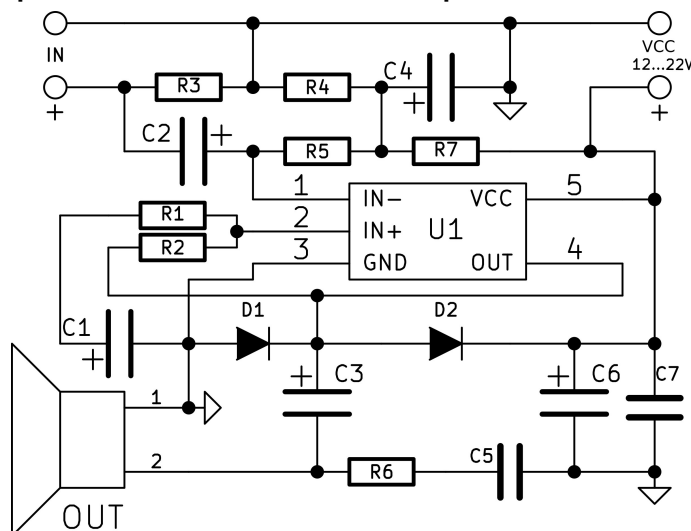 IN
VCC
12...22V
+
+
R3
R4
C4
+
C2
+
R5
R7
1
IN-
VCC
5
R1
2
IN+
U1
R2
3
GND
OUT
4
D1
D2
C1
+
+
C3
+
C6
C7
1
2
R6
C5
OUT